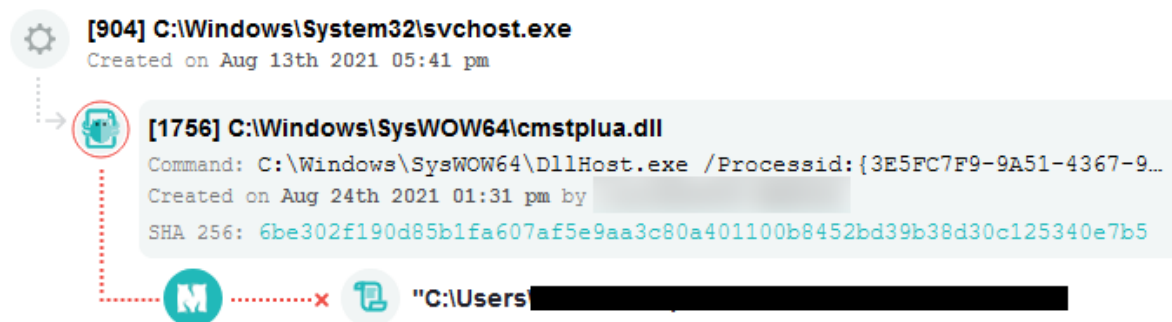 [904] C:\Windows\System32\svchost.exe
Created on Aug 13th 2021 05:41 pm
[1756] C:\Windows\SysWOW64\cmstplua.dll
Command: C:\Windows\SysWOW64\DllHost.exe /Processid:{3E5FC7F9-9A51-4367-9…
Created on Aug 24th 2021 01:31 pm by
SHA 256: 6be302f190d85b1fa607af5e9aa3c80a401100b8452bd39b38d30c125340e7b5
M
"C:\Users\